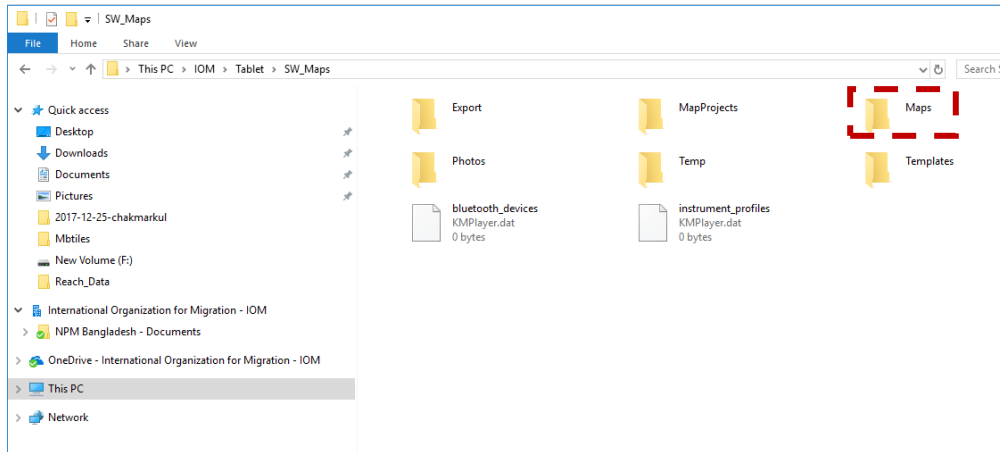 SW_Maps
File Home Share View
This PC > IOM > Tablet > SW_Maps
Search
Quick access
Desktop
Downloads
Documents
Pictures
2017-12-25-chakmarkul
Mbtiles
New Volume (F:)
Reach_Data
International Organization for Migration - IOM
NPM Bangladesh - Documents
OneDrive - International Organization for Migration - IOM
This PC
Network
Export
MapProjects
Maps
Photos
Temp
Templates
bluetooth_devices
KMPlayer.dat
0 bytes
instrument_profiles
KMPlayer.dat
0 bytes